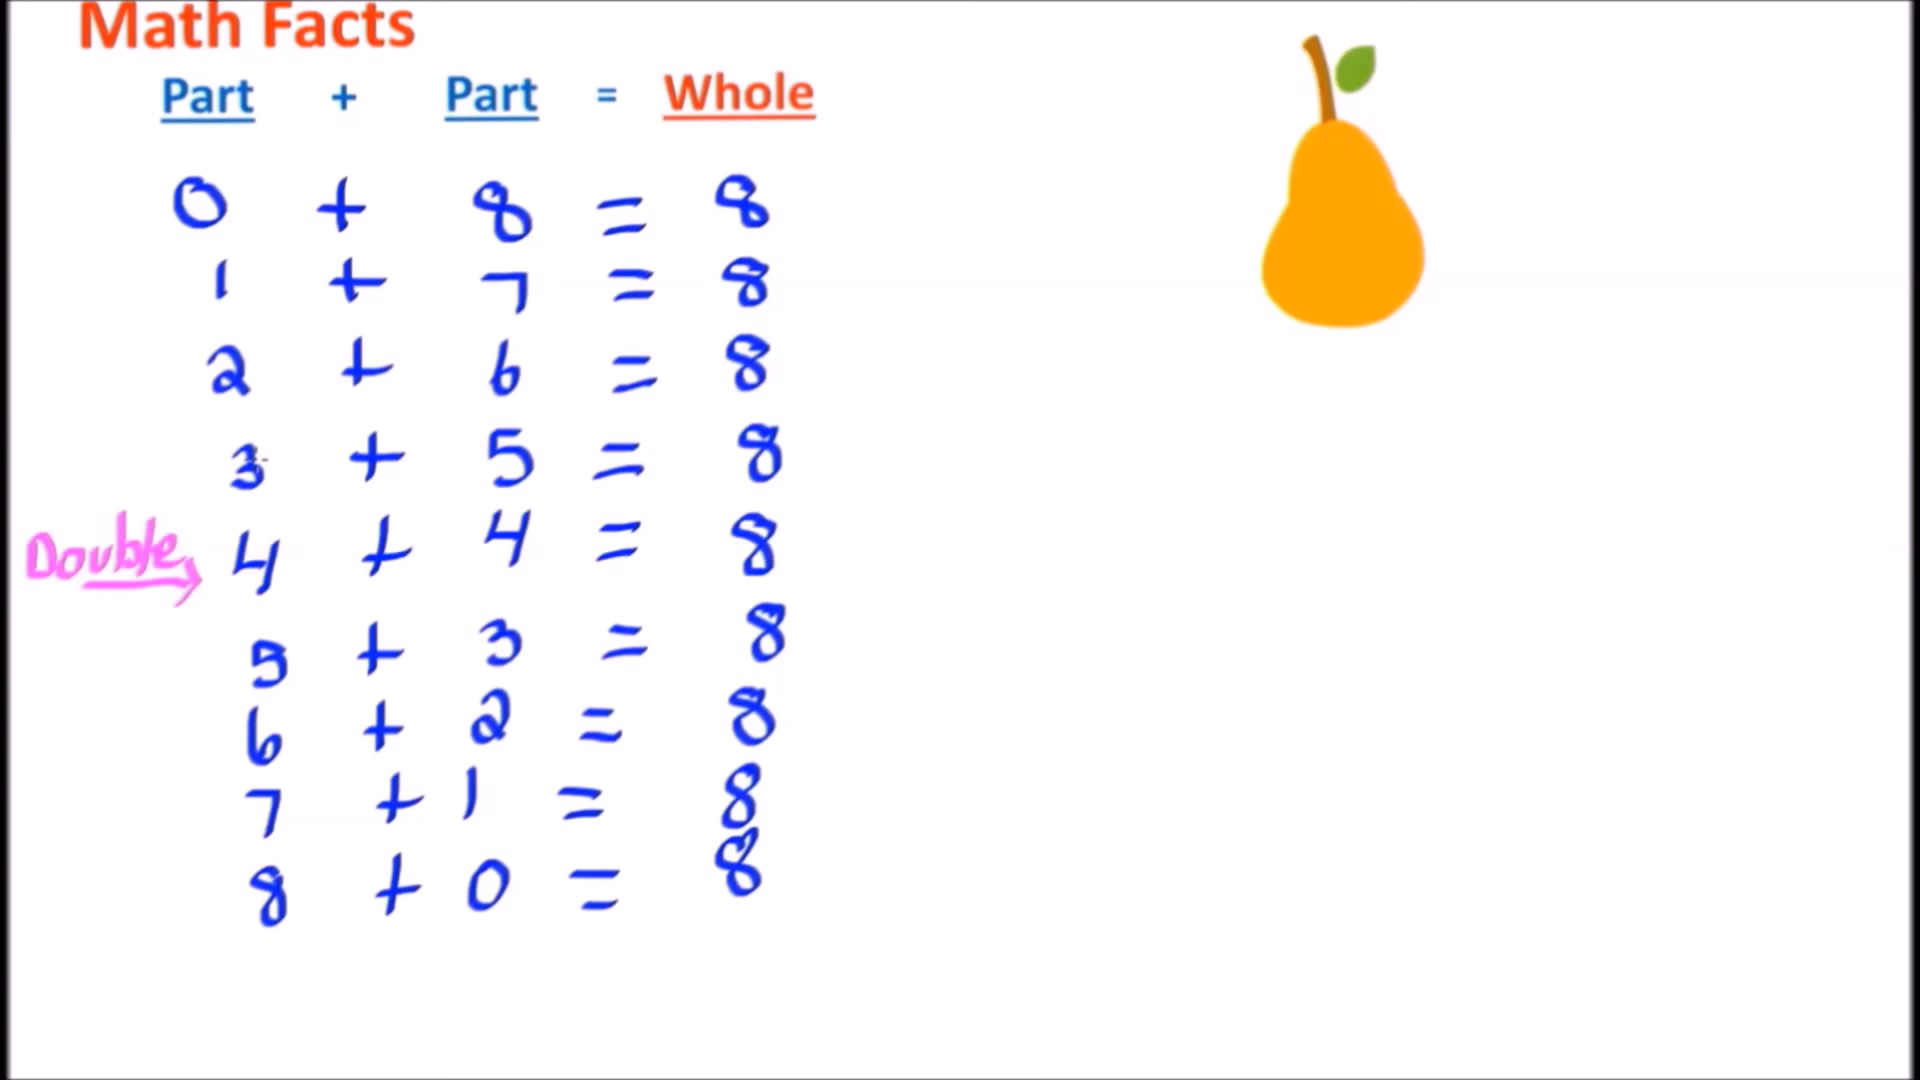 Math Facts
Part + Part = Whole
0 + 8 = 8
1 + 7 = 8
2 + 6 = 8
3 + 5 = 8
Double 4 + 4 = 8
5 + 3 = 8
6 + 2 = 8
7 + 1 = 8
8 + 0 = 8